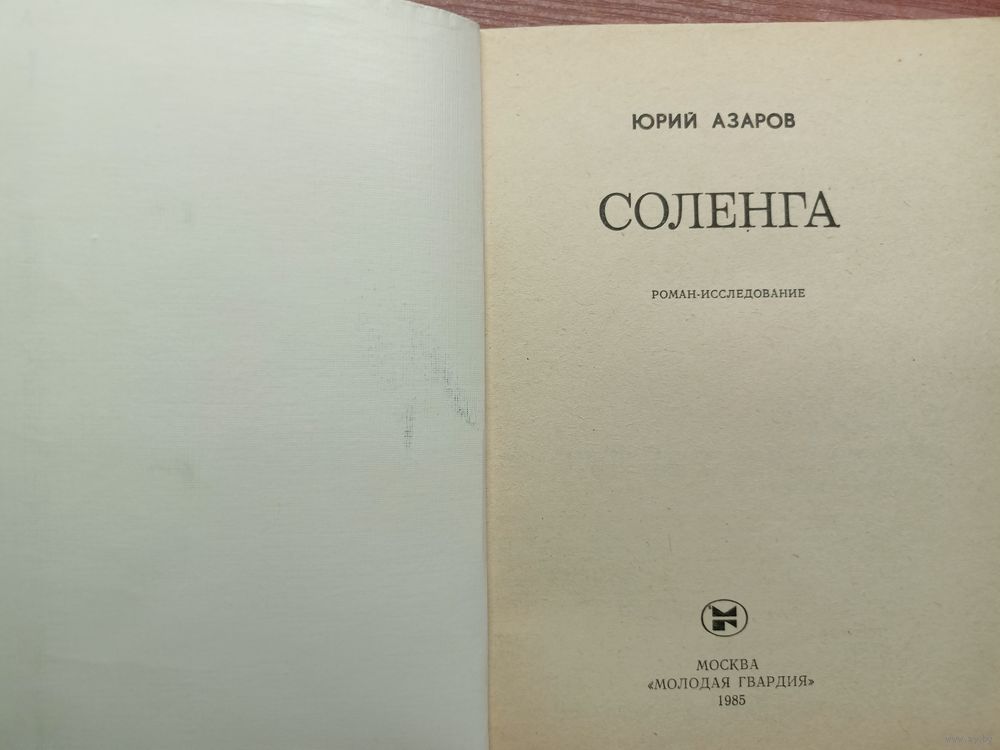 ЮРИЙ АЗАРОВ
СОЛЕНГА
РОМАН-ИССЛЕДОВАНИЕ
МОСКВА
«МОЛОДАЯ ГВАРДИЯ»
1985